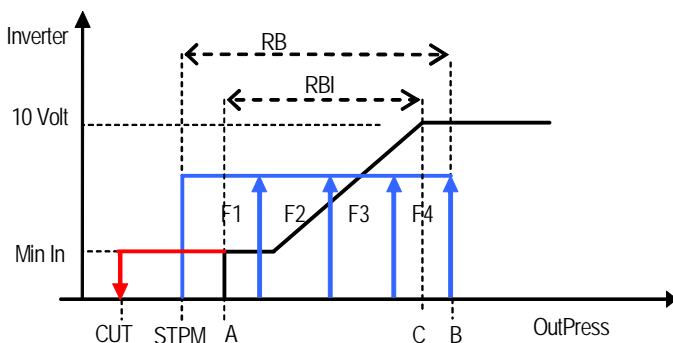 Inverter
RB
RBI
10 Volt
F1 F2 F3 F4
Min In
CUT STPM A C B OutPress